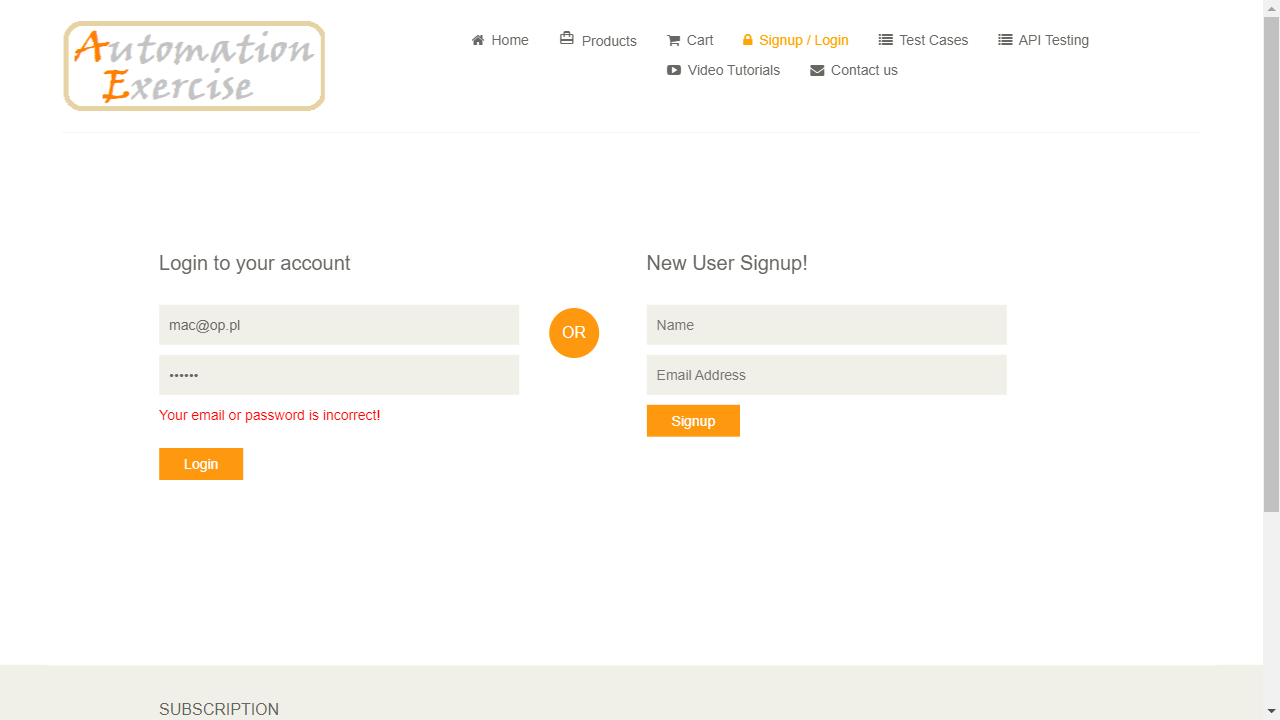 Automation
Exercise
Home
Products
Cart
Signup / Login
Test Cases
API Testing
Video Tutorials
Contact us
Login to your account
mac@op.pl
••••••
Your email or password is incorrect!
Login
OR
New User Signup!
Name
Email Address
Signup
SUBSCRIPTION